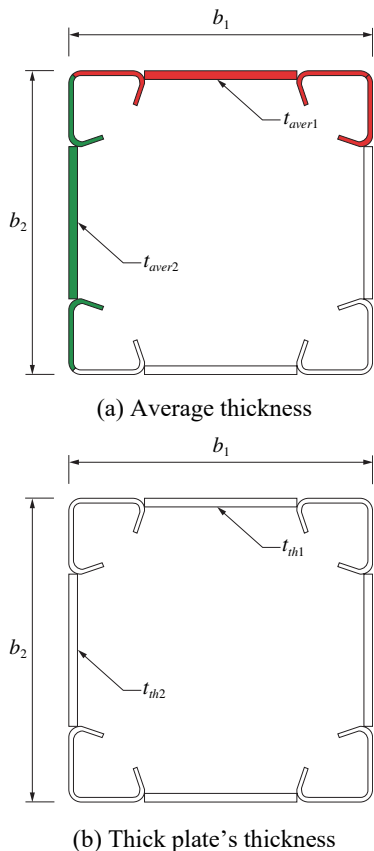 b1
taver1
b2
taver2
(a) Average thickness
b1
tth1
b2
tth2
(b) Thick plate's thickness